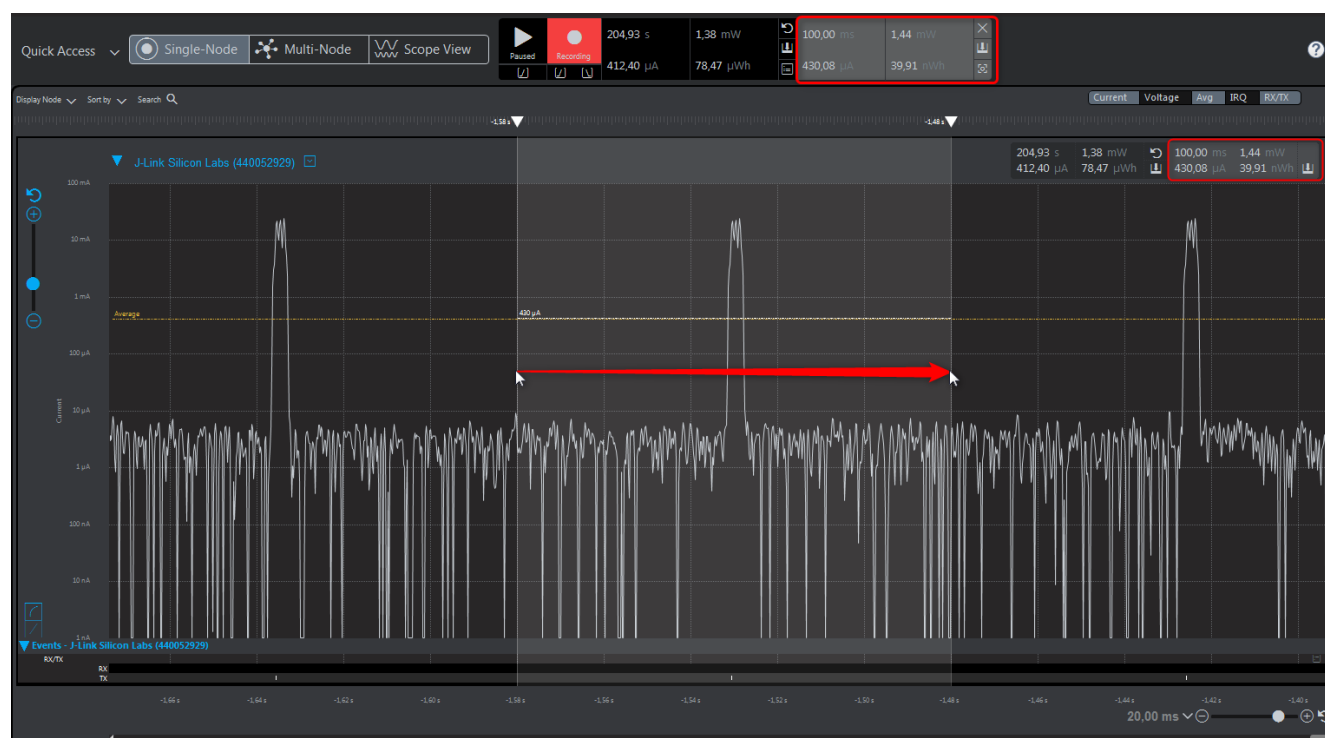 Quick Access Single-Node Multi-Node Scope View
Paused Recording
204,93 s 1,38 mW
412,40 µA 78,47 µWh
100,00 ms 1,44 mW
430,08 µA 39,91 nWh
Display Node Sort by Search
Current Voltage Avg IRQ RX/TX
-1,58 s -1,48 s
J-Link Silicon Labs (440052929)
204,93 s 1,38 mW 100,00 ms 1,44 mW
412,40 µA 78,47 µWh 430,08 µA 39,91 nWh
100 mA
10 mA
1 mA
Average 430 µA
100 µA
Current
10 µA
1 µA
100 nA
10 nA
1 nA
Events - J-Link Silicon Labs (440052929)
RX/TX
RX
TX
-1,66 s -1,64 s -1,62 s -1,60 s -1,58 s -1,56 s -1,54 s -1,52 s -1,50 s -1,48 s -1,46 s -1,44 s -1,42 s -1,40 s
20,00 ms